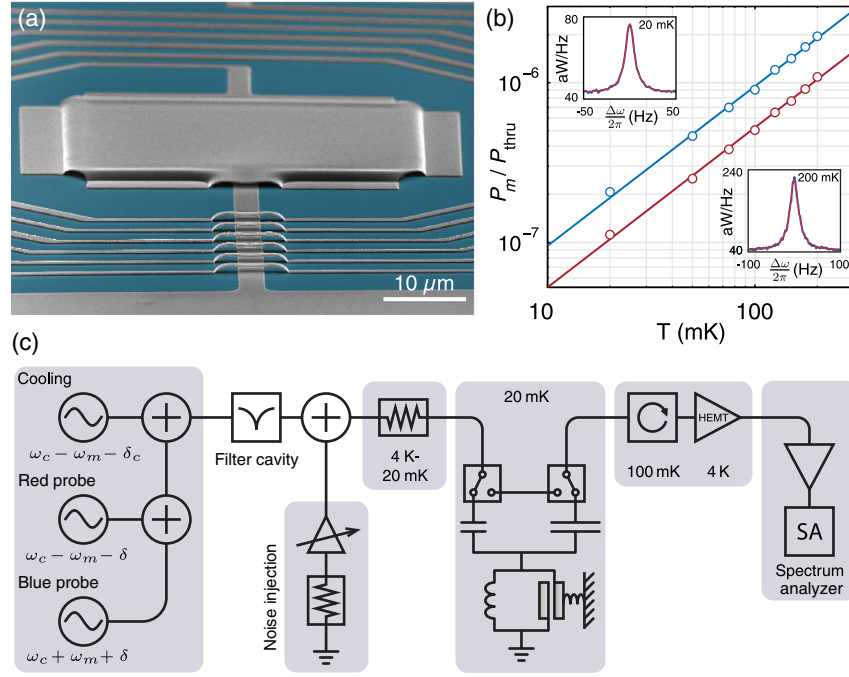 (a)
10 µm
(b)
P_m / P_thru
10⁻⁶
10⁻⁷
80
40
aW/Hz
20 mK
-50
Δω/2π (Hz)
50
240
40
aW/Hz
200 mK
-100
Δω/2π (Hz)
100
10
100
T (mK)
(c)
Cooling
ω_c − ω_m − δ_c
Red probe
ω_c − ω_m − δ
Blue probe
ω_c + ω_m + δ
Filter cavity
Noise injection
4 K-
20 mK
20 mK
HEMT
100 mK
4 K
SA
Spectrum
analyzer